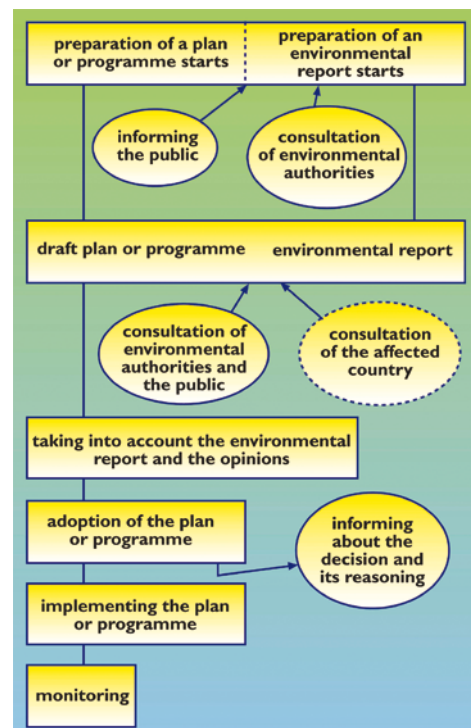 preparation of a plan
or programme starts
preparation of an
environmental
report starts
informing
the public
consultation
of environmental
authorities
draft plan or programme
environmental report
consultation of
environmental
authorities and
the public
consultation
of the affected
country
taking into account the environmental
report and the opinions
adoption of the plan
or programme
informing
about the
decision and
its reasoning
implementing the plan
or programme
monitoring